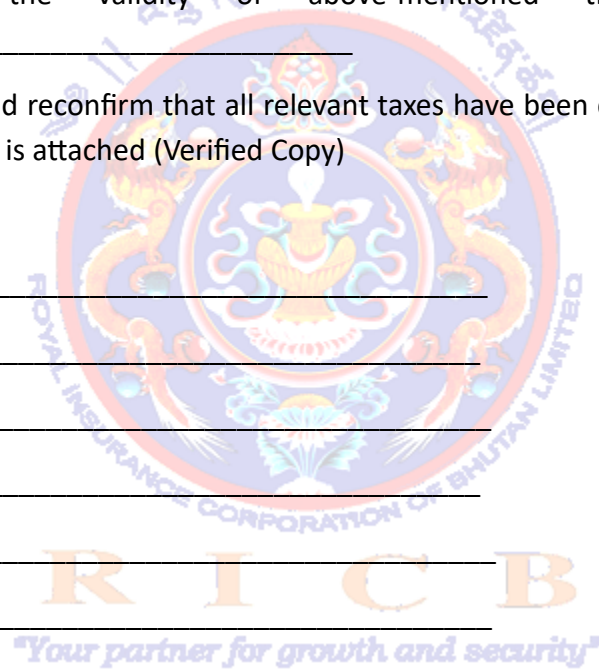 the validity of above-mentioned
d reconfirm that all relevant taxes have been
is attached (Verified Copy)
ROYAL INSURANCE CORPORATION OF BHUTAN LIMITED
R I C B
"Your partner for growth and security"